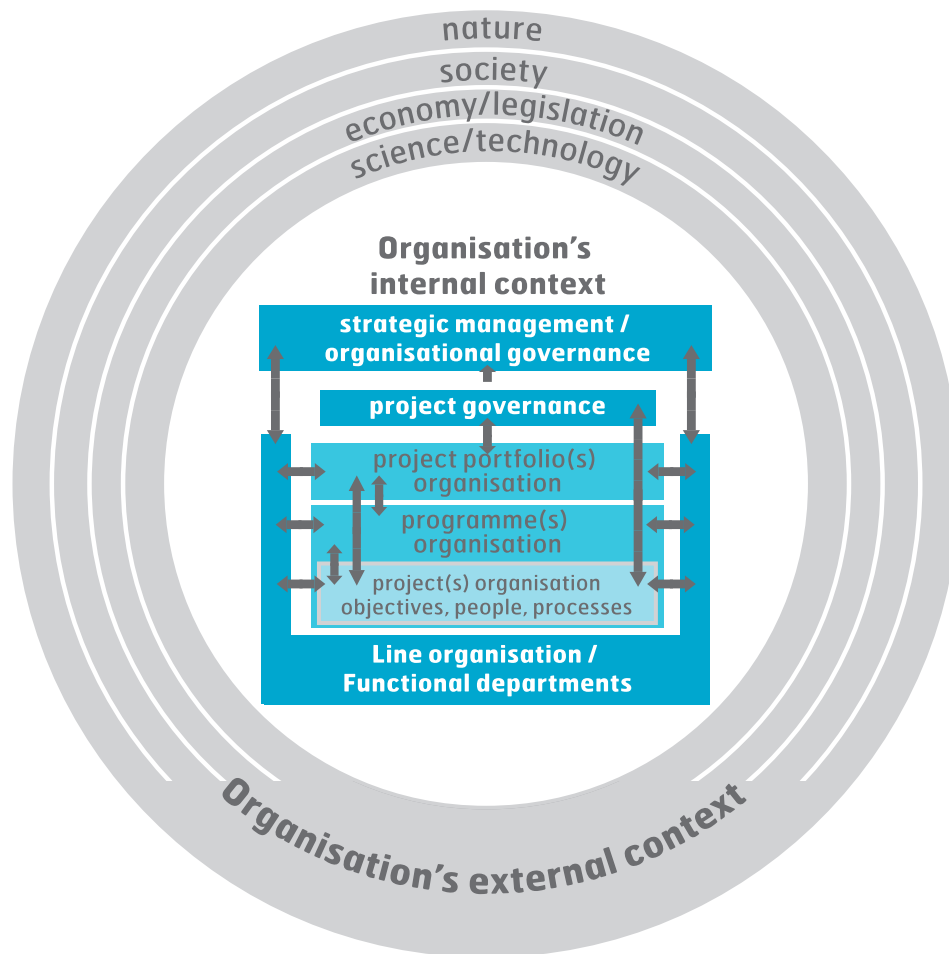 nature
society
economy/legislation
science/technology
Organisation's
internal context
strategic management /
organisational governance
project governance
project portfolio(s)
organisation
programme(s)
organisation
project(s) organisation
objectives, people, processes
Line organisation /
Functional departments
Organisation's external context